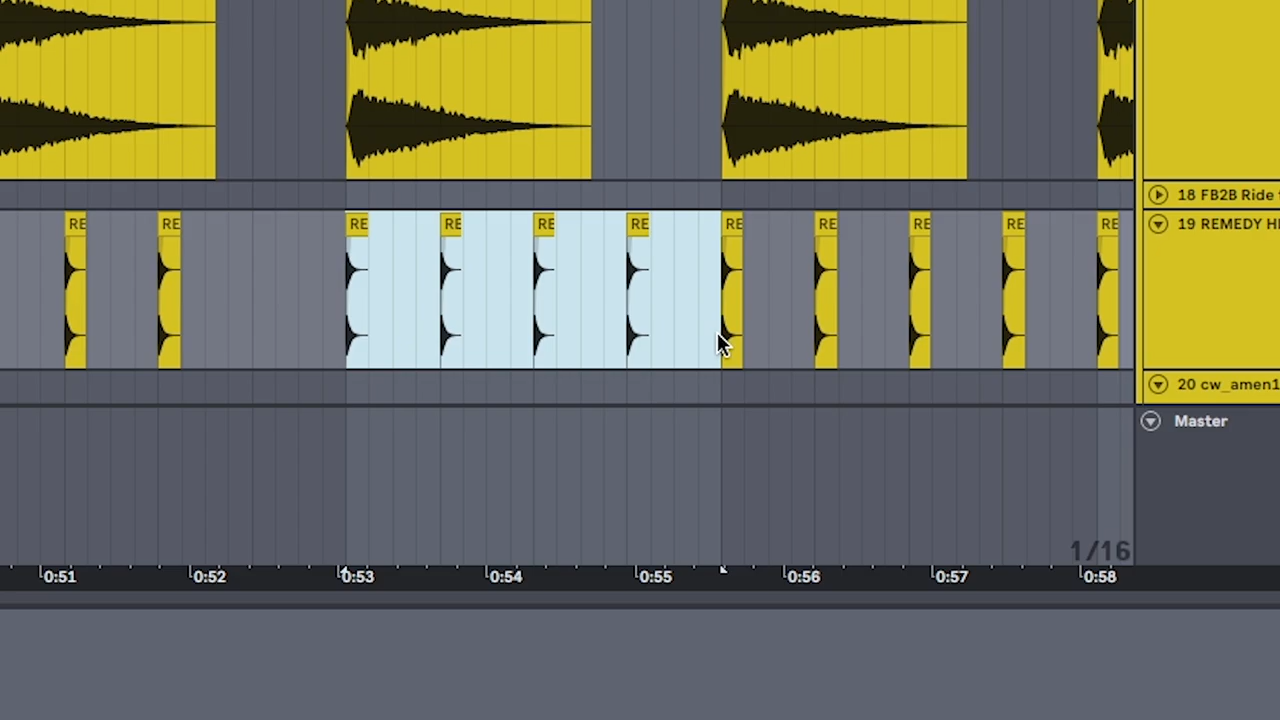 18 FB2B Ride
RE RE RE RE RE RE RE RE RE RE RE 19 REMEDY
20 cw_amen1
Master
1/16
0:51 0:52 0:53 0:54 0:55 0:56 0:57 0:58